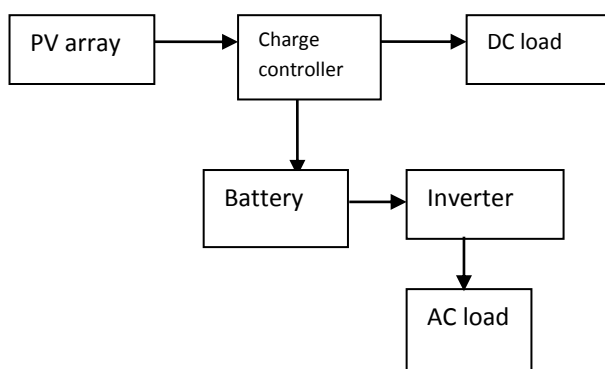 PV array
Charge
controller
DC load
Battery
Inverter
AC load